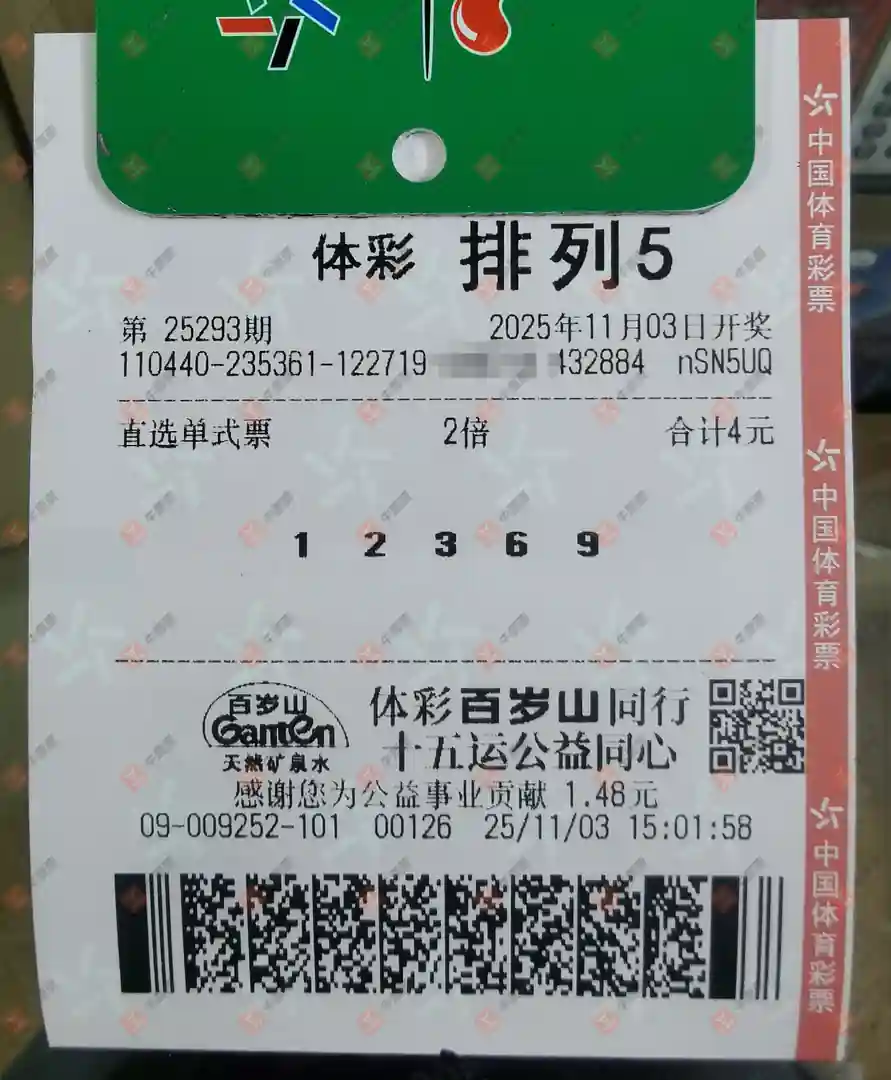 体彩 排列5
第 25293期 2025年11月03日开奖
110440-235361-122719 432884 nSN5UQ
直选单式票 2倍 合计4元
1 2 3 6 9
百岁山
Ganten
天然矿泉水
体彩百岁山同行
十五运公益同心
感谢您为公益事业贡献 1.48元
09-009252-101 00126 25/11/03 15:01:58
中国体育彩票
中国体育彩票
中国体育彩票